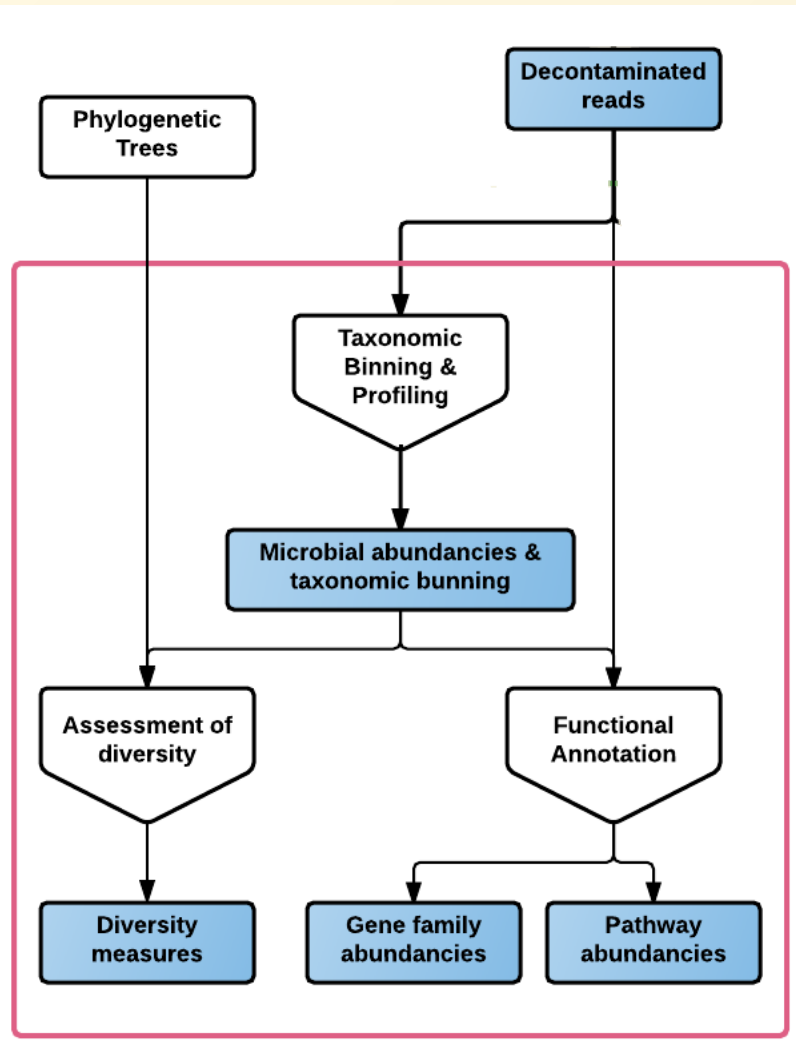 Decontaminated
reads
Phylogenetic
Trees
Taxonomic
Binning &
Profiling
Microbial abundancies &
taxonomic bunning
Assessment of
diversity
Functional
Annotation
Diversity
measures
Gene family
abundancies
Pathway
abundancies